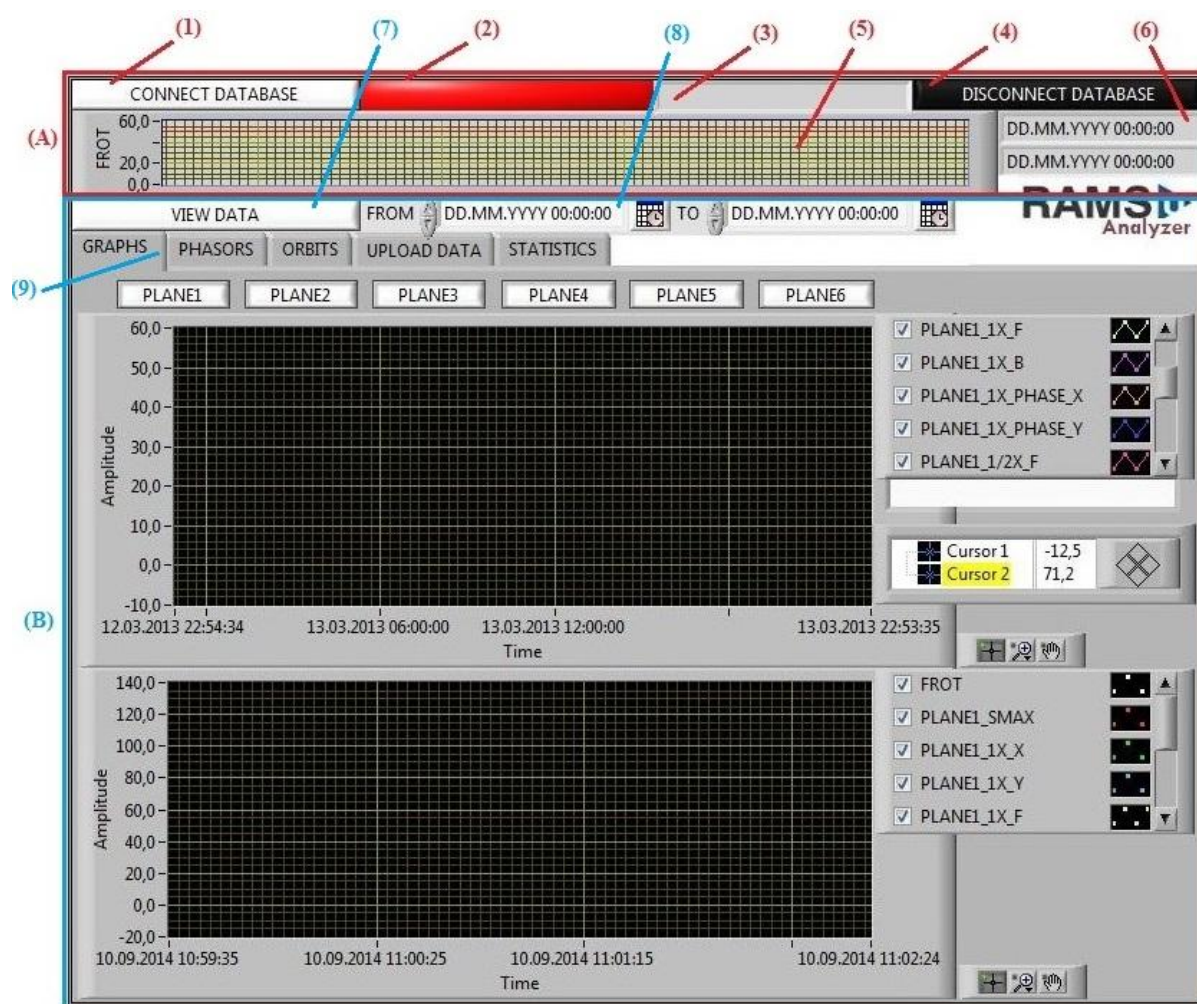 (1) (7) (2) (8) (3) (5) (4) (6)
CONNECT DATABASE DISCONNECT DATABASE
(A)
FROT
60,0
20,0
0,0
DD.MM.YYYY 00:00:00
DD.MM.YYYY 00:00:00
RAMS
Analyzer
VIEW DATA FROM DD.MM.YYYY 00:00:00 TO DD.MM.YYYY 00:00:00
GRAPHS PHASORS ORBITS UPLOAD DATA STATISTICS
(9)
PLANE1 PLANE2 PLANE3 PLANE4 PLANE5 PLANE6
(B)
Amplitude
60,0
50,0
40,0
30,0
20,0
10,0
0,0
-10,0
12.03.2013 22:54:34 13.03.2013 06:00:00 13.03.2013 12:00:00 13.03.2013 22:53:35
Time
PLANE1_1X_F
PLANE1_1X_B
PLANE1_1X_PHASE_X
PLANE1_1X_PHASE_Y
PLANE1_1/2X_F
Cursor 1 -12,5
Cursor 2 71,2
Amplitude
140,0
120,0
100,0
80,0
60,0
40,0
20,0
0,0
-20,0
10.09.2014 10:59:35 10.09.2014 11:00:25 10.09.2014 11:01:15 10.09.2014 11:02:24
Time
FROT
PLANE1_SMAX
PLANE1_1X_X
PLANE1_1X_Y
PLANE1_1X_F